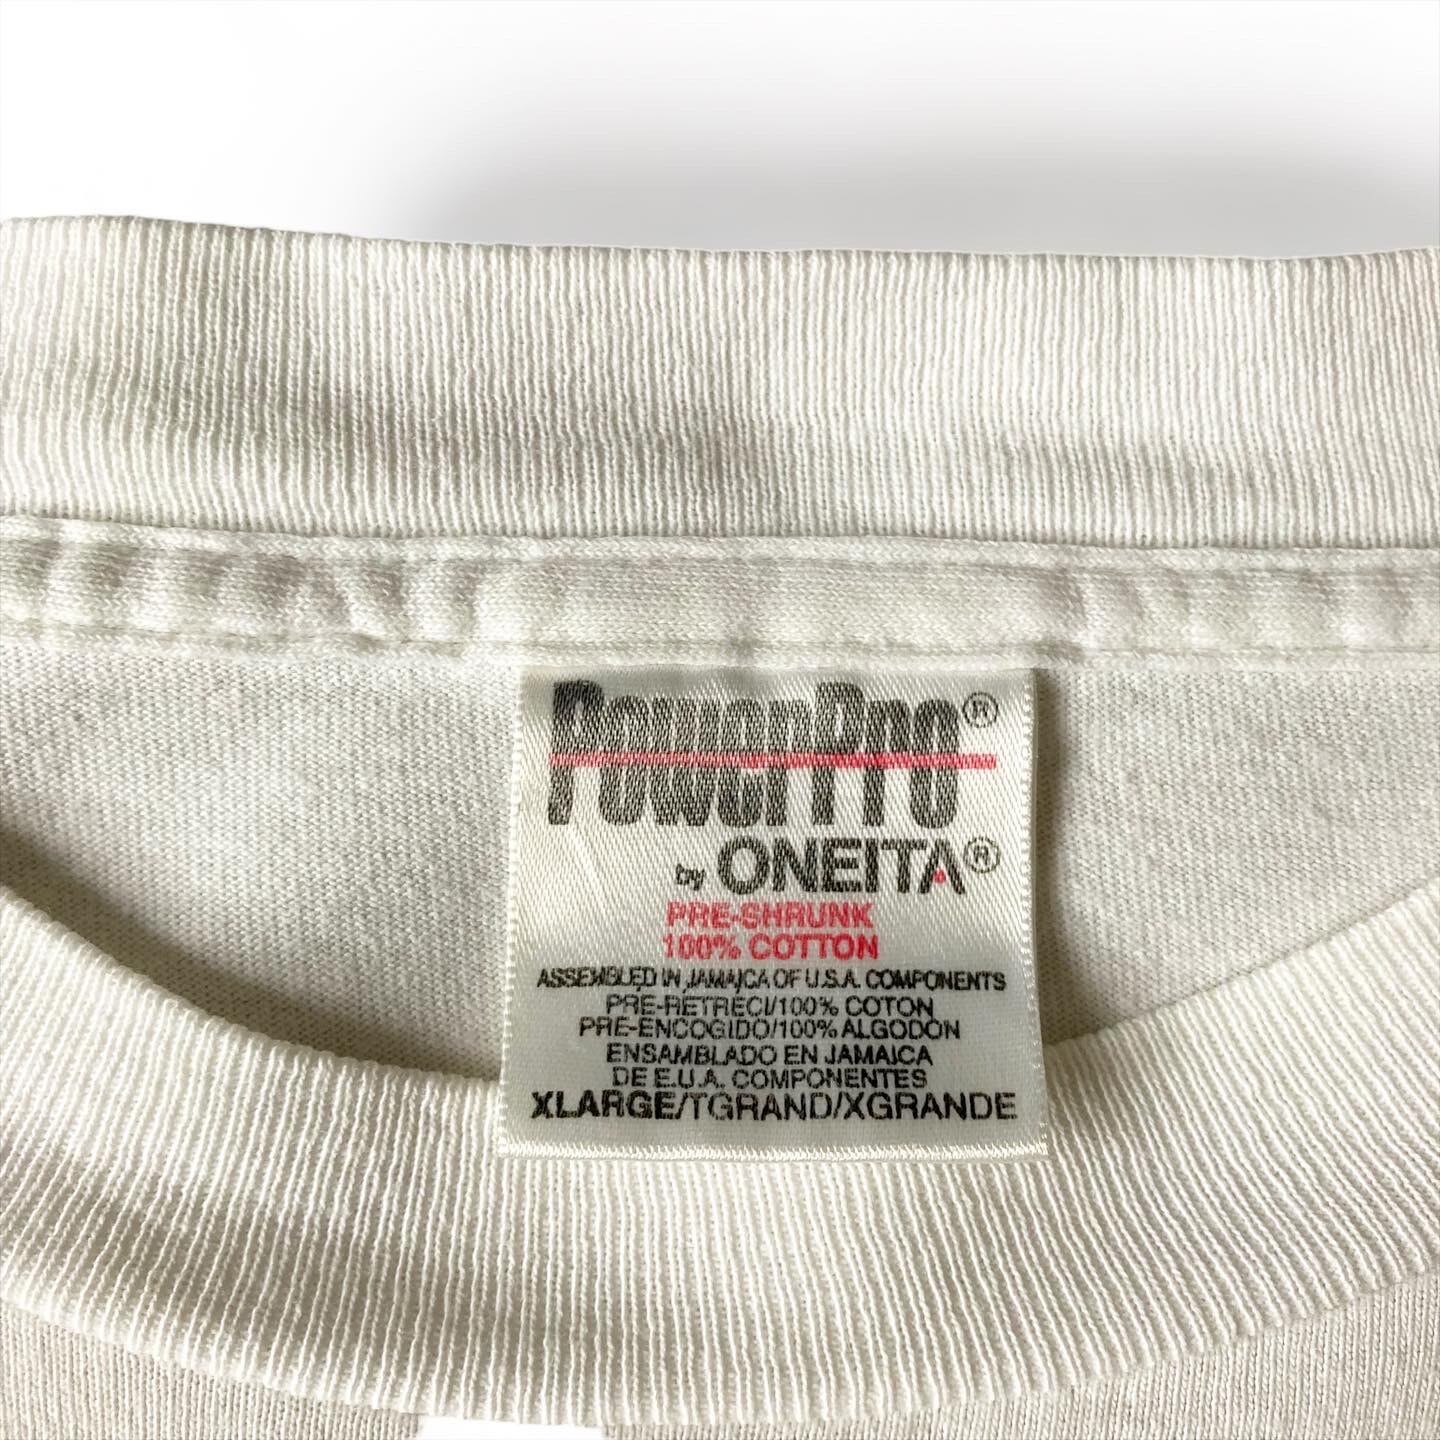 PowerPro®
by ONEITA®
PRE-SHRUNK
100% COTTON
ASSEMBLED IN JAMAICA OF U.S.A. COMPONENTS
PRE-RETRECI/100% COTON
PRE-ENCOGIDO/100% ALGODON
ENSAMBLADO EN JAMAICA
DE E.U.A. COMPONENTES
XLARGE/TGRAND/XGRANDE